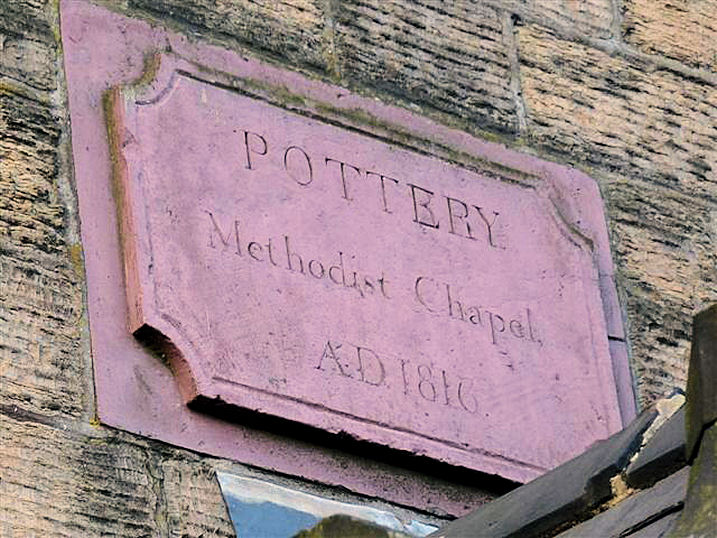 POTTERY
Methodist Chapel,
A.D. 1816.